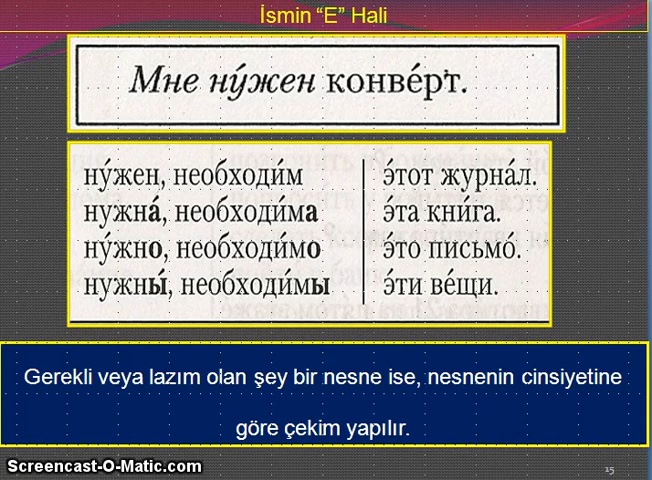 İsmin “E” Hali
Мне ну́жен конве́рт.
ну́жен, необходи́м | э́тот журна́л.
нужна́, необходи́ма | э́та кни́га.
ну́жно, необходи́мо | э́то письмо́.
нужны́, необходи́мы | э́ти ве́щи.
Gerekli veya lazım olan şey bir nesne ise, nesnenin cinsiyetine
göre çekim yapılır.
Screencast-O-Matic.com
15